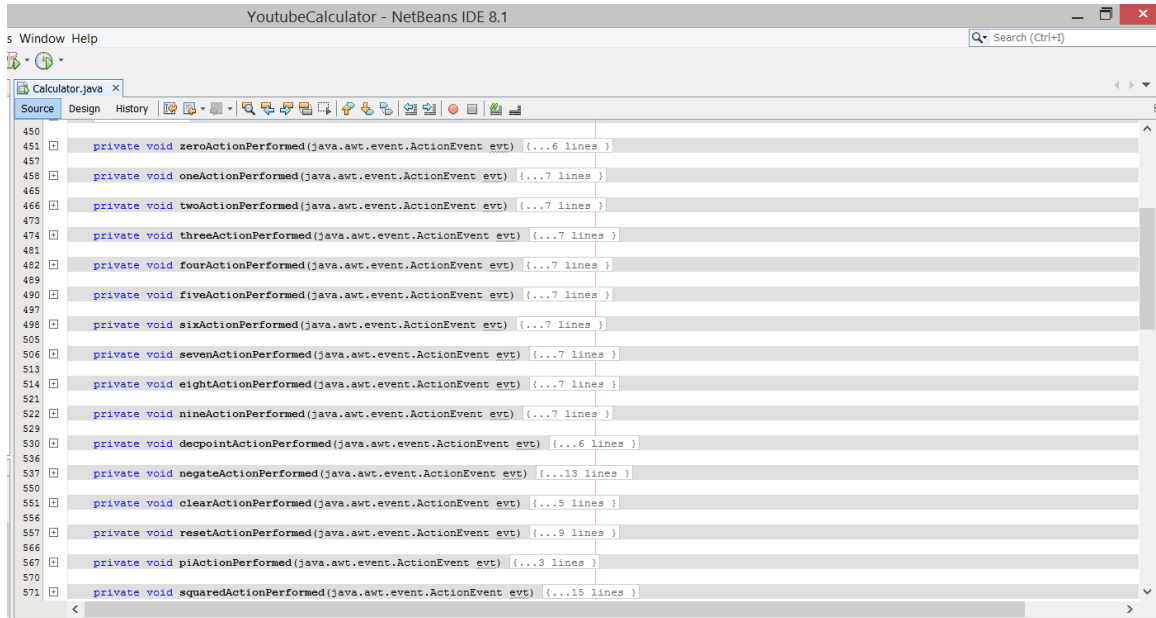 YoutubeCalculator - NetBeans IDE 8.1
s Window Help
Search (Ctrl+I)
Calculator.java
Source Design History
450
451 private void zeroActionPerformed(java.awt.event.ActionEvent evt) {...6 lines }
457
458 private void oneActionPerformed(java.awt.event.ActionEvent evt) {...7 lines }
465
466 private void twoActionPerformed(java.awt.event.ActionEvent evt) {...7 lines }
473
474 private void threeActionPerformed(java.awt.event.ActionEvent evt) {...7 lines }
481
482 private void fourActionPerformed(java.awt.event.ActionEvent evt) {...7 lines }
489
490 private void fiveActionPerformed(java.awt.event.ActionEvent evt) {...7 lines }
497
498 private void sixActionPerformed(java.awt.event.ActionEvent evt) {...7 lines }
505
506 private void sevenActionPerformed(java.awt.event.ActionEvent evt) {...7 lines }
513
514 private void eightActionPerformed(java.awt.event.ActionEvent evt) {...7 lines }
521
522 private void nineActionPerformed(java.awt.event.ActionEvent evt) {...7 lines }
529
530 private void decpointActionPerformed(java.awt.event.ActionEvent evt) {...6 lines }
536
537 private void negateActionPerformed(java.awt.event.ActionEvent evt) {...13 lines }
550
551 private void clearActionPerformed(java.awt.event.ActionEvent evt) {...5 lines }
556
557 private void resetActionPerformed(java.awt.event.ActionEvent evt) {...9 lines }
566
567 private void piActionPerformed(java.awt.event.ActionEvent evt) {...3 lines }
570
571 private void squaredActionPerformed(java.awt.event.ActionEvent evt) {...15 lines }